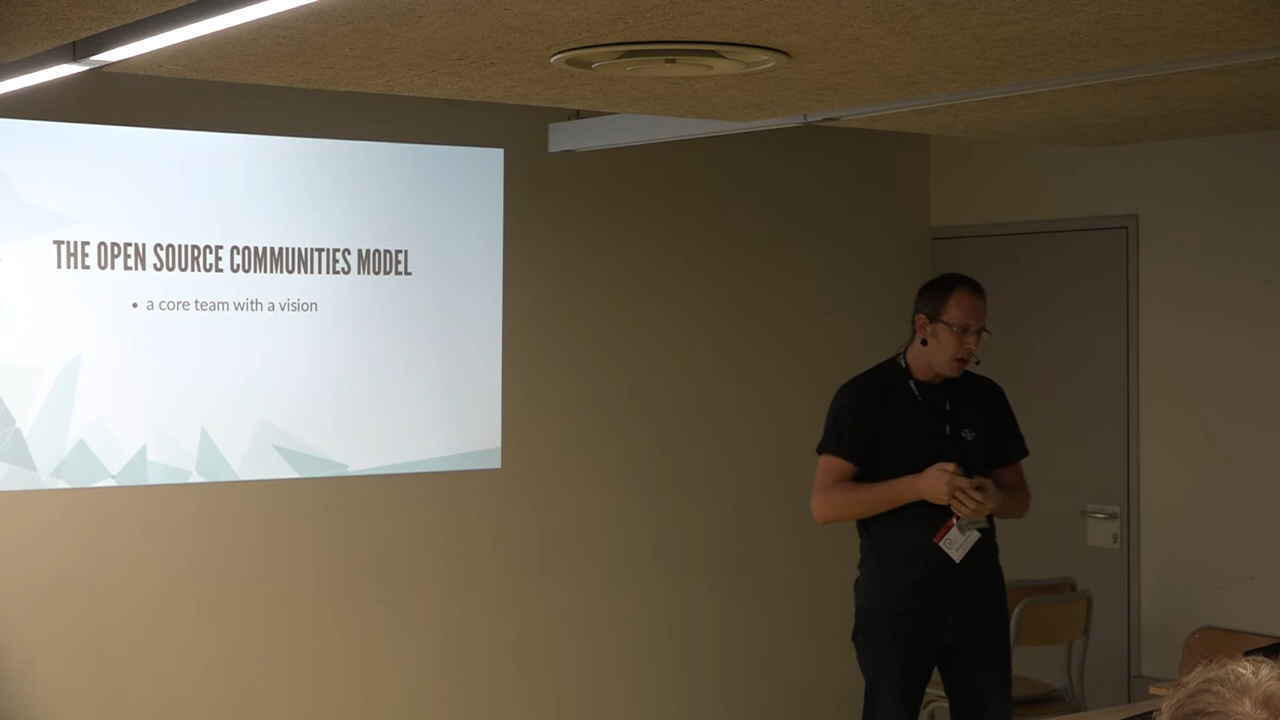 THE OPEN SOURCE COMMUNITIES MODEL
• a core team with a vision